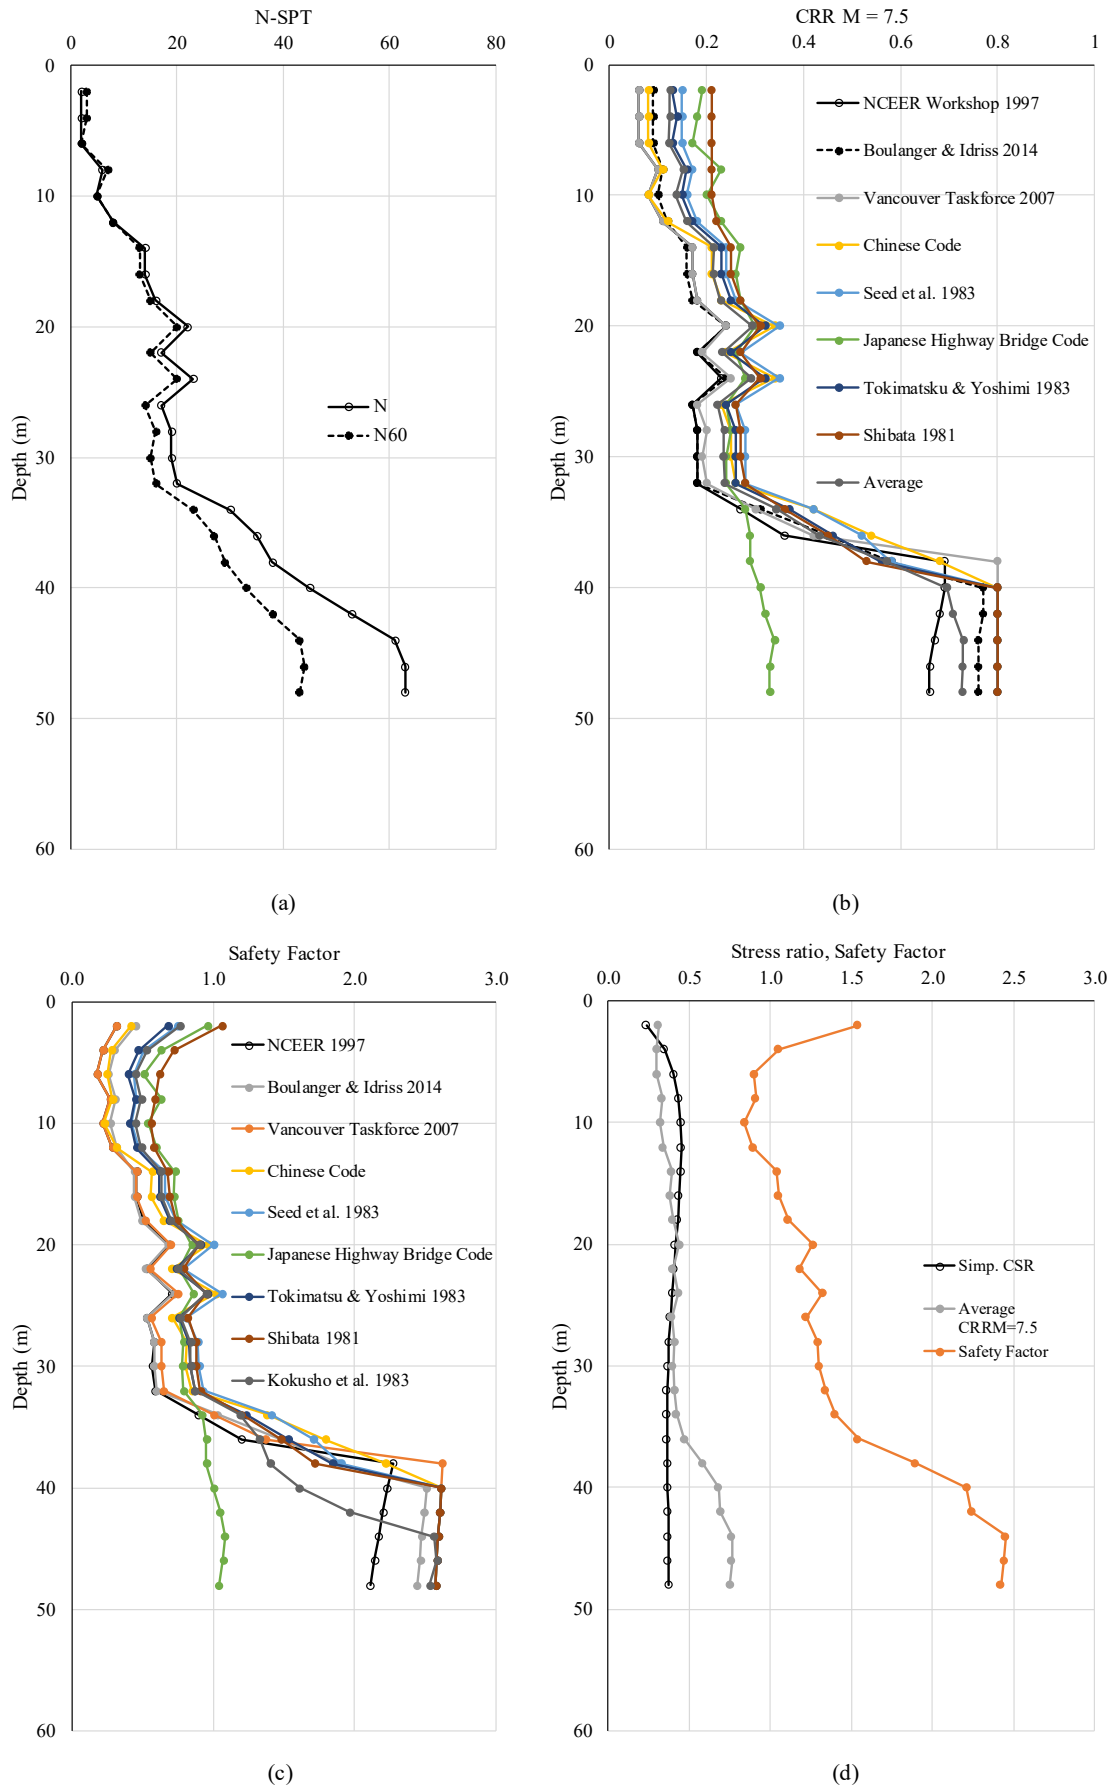 N-SPT
0 20 40 60 80
0
10
20
30
40
50
60
Depth (m)
N
N60
(a)
CRR M = 7.5
0 0.2 0.4 0.6 0.8 1
0
10
20
30
40
50
60
Depth (m)
NCEER Workshop 1997
Boulanger & Idriss 2014
Vancouver Taskforce 2007
Chinese Code
Seed et al. 1983
Japanese Highway Bridge Code
Tokimatsku & Yoshimi 1983
Shibata 1981
Average
(b)
Safety Factor
0.0 1.0 2.0 3.0
0
10
20
30
40
50
60
Depth (m)
NCEER 1997
Boulanger & Idriss 2014
Vancouver Taskforce 2007
Chinese Code
Seed et al. 1983
Japanese Highway Bridge Code
Tokimatsu & Yoshimi 1983
Shibata 1981
Kokusho et al. 1983
(c)
Stress ratio, Safety Factor
0.0 0.5 1.0 1.5 2.0 2.5 3.0
0
10
20
30
40
50
60
Depth (m)
Simp. CSR
Average
CRRM=7.5
Safety Factor
(d)